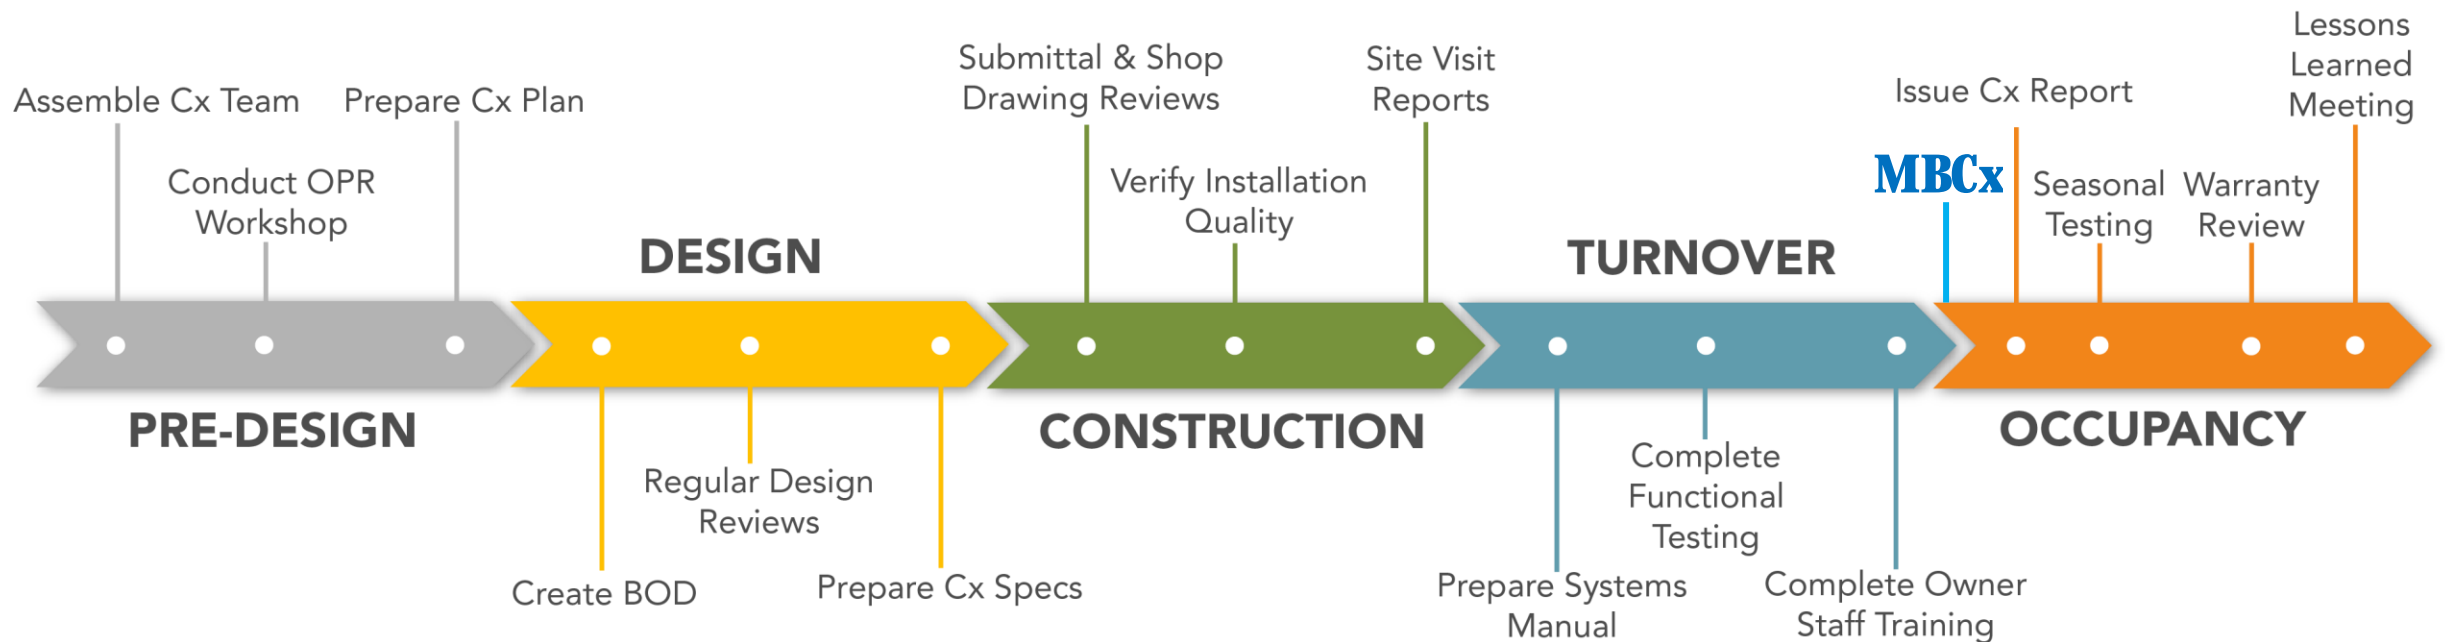 Assemble Cx Team
Conduct OPR
Workshop
Prepare Cx Plan
PRE-DESIGN
DESIGN
Create BOD
Regular Design
Reviews
Prepare Cx Specs
Submittal & Shop
Drawing Reviews
Verify Installation
Quality
Site Visit
Reports
CONSTRUCTION
TURNOVER
Prepare Systems
Manual
Complete
Functional
Testing
Complete Owner
Staff Training
MBCx
Issue Cx Report
Seasonal
Testing
Warranty
Review
Lessons
Learned
Meeting
OCCUPANCY